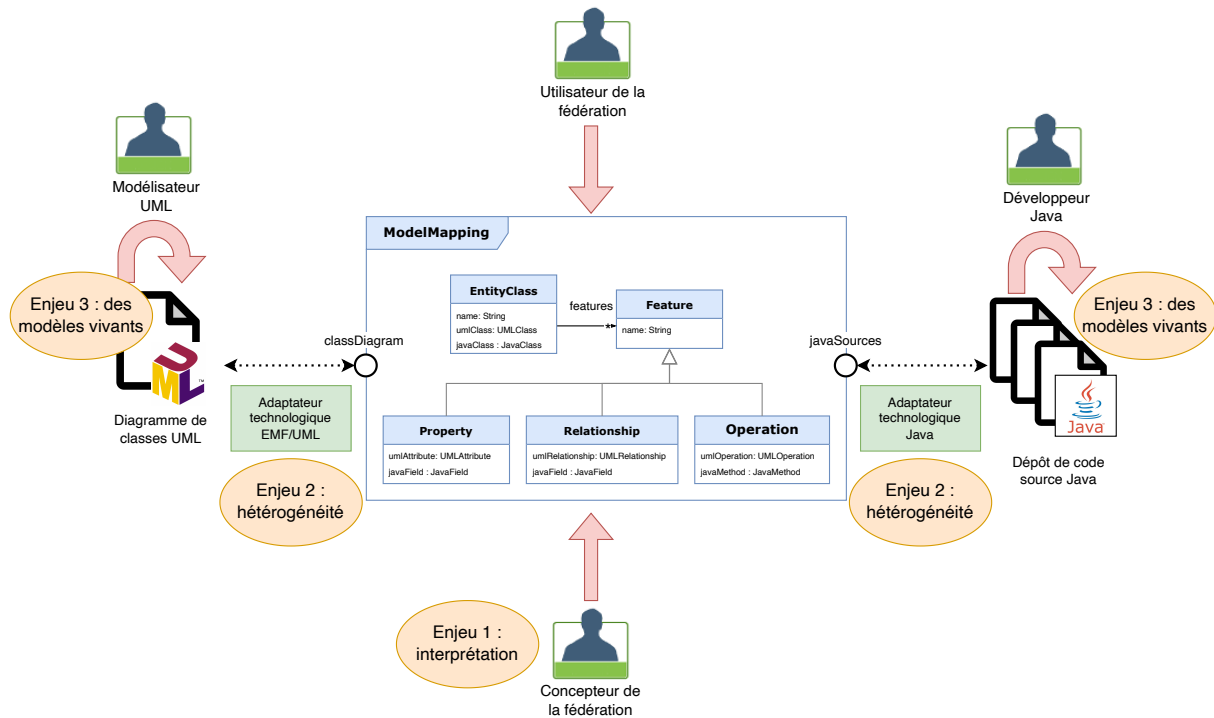 Utilisateur de la
fédération
Modélisateur
UML
Développeur
Java
ModelMapping
Enjeu 3 : des
modèles vivants
Enjeu 3 : des
modèles vivants
EntityClass
name: String
umlClass: UMLClass
javaClass : JavaClass
features
*
Feature
name: String
classDiagram
javaSources
UML™
Java
Diagramme de
classes UML
Adaptateur
technologique
EMF/UML
Adaptateur
technologique
Java
Property
umlAttribute: UMLAttribute
javaField : JavaField
Relationship
umlRelationship: UMLRelationship
javaField : JavaField
Operation
umlOperation: UMLOperation
javaMethod : JavaMethod
Dépôt de code
source Java
Enjeu 2 :
hétérogénéité
Enjeu 2 :
hétérogénéité
Enjeu 1 :
interprétation
Concepteur de
la fédération